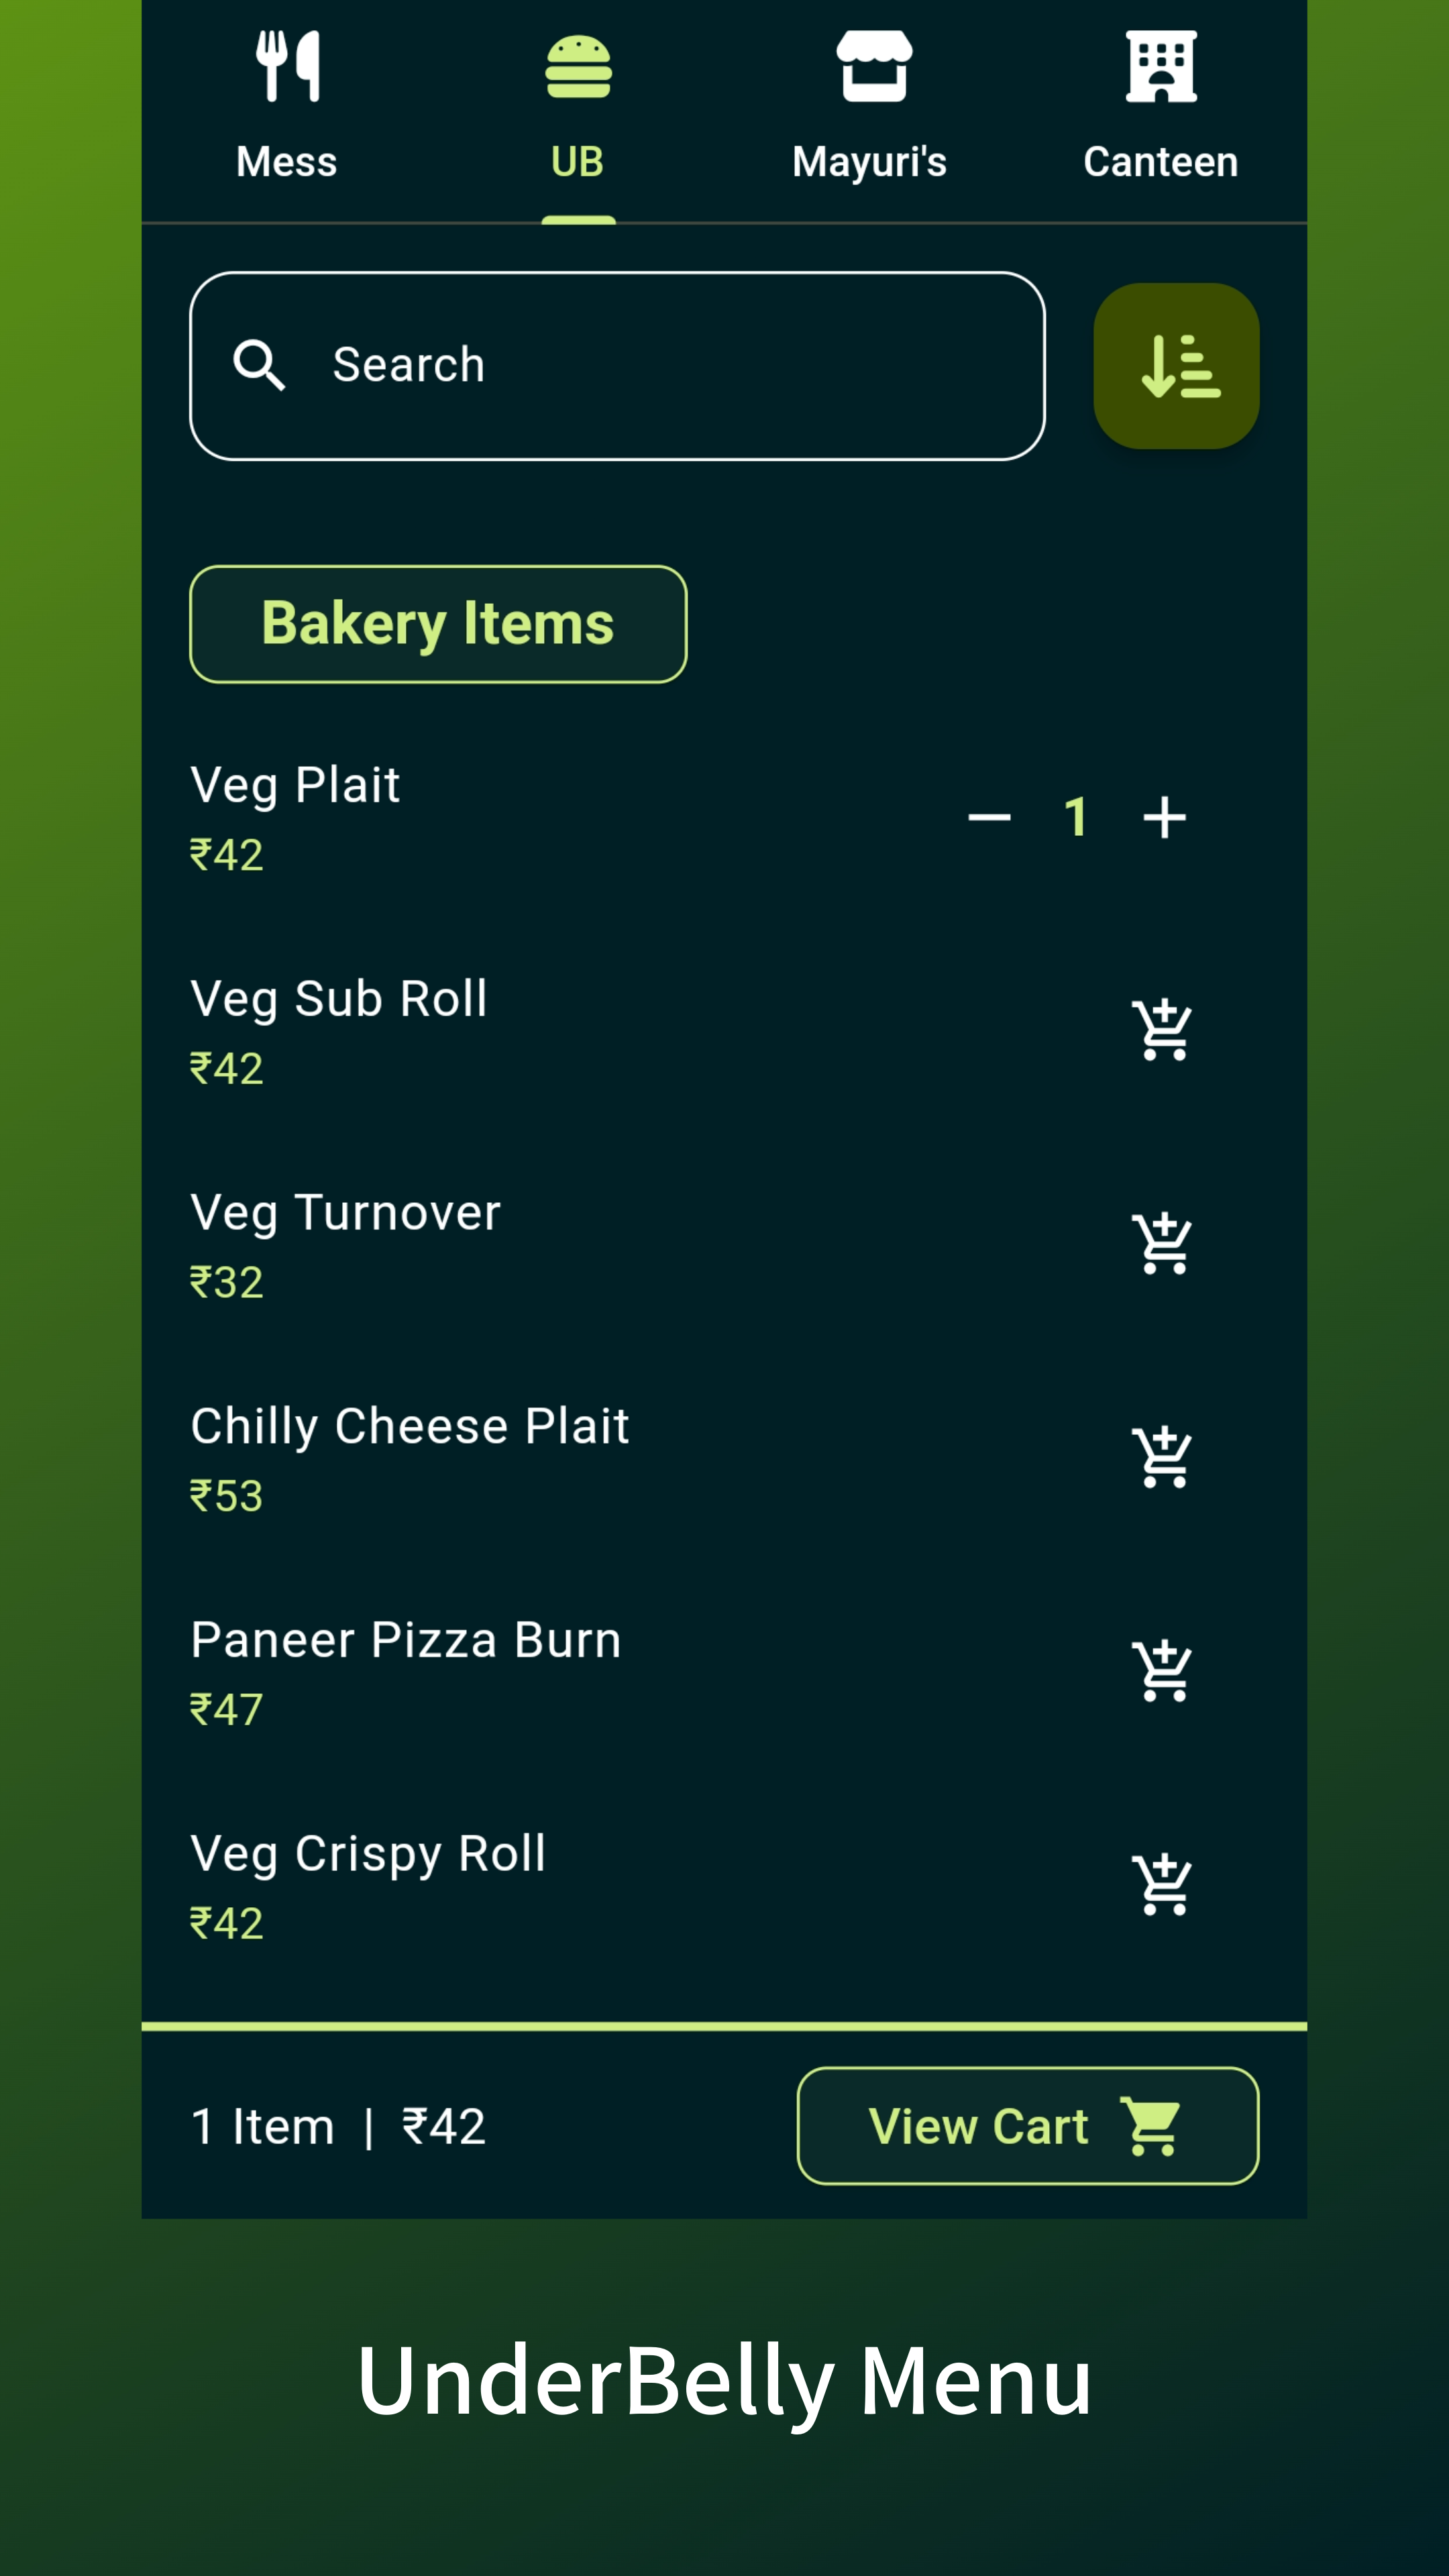 Mess UB Mayuri's Canteen
Search
Bakery Items
Veg Plait
₹42
1
Veg Sub Roll
₹42
Veg Turnover
₹32
Chilly Cheese Plait
₹53
Paneer Pizza Burn
₹47
Veg Crispy Roll
₹42
1 Item | ₹42
View Cart
UnderBelly Menu